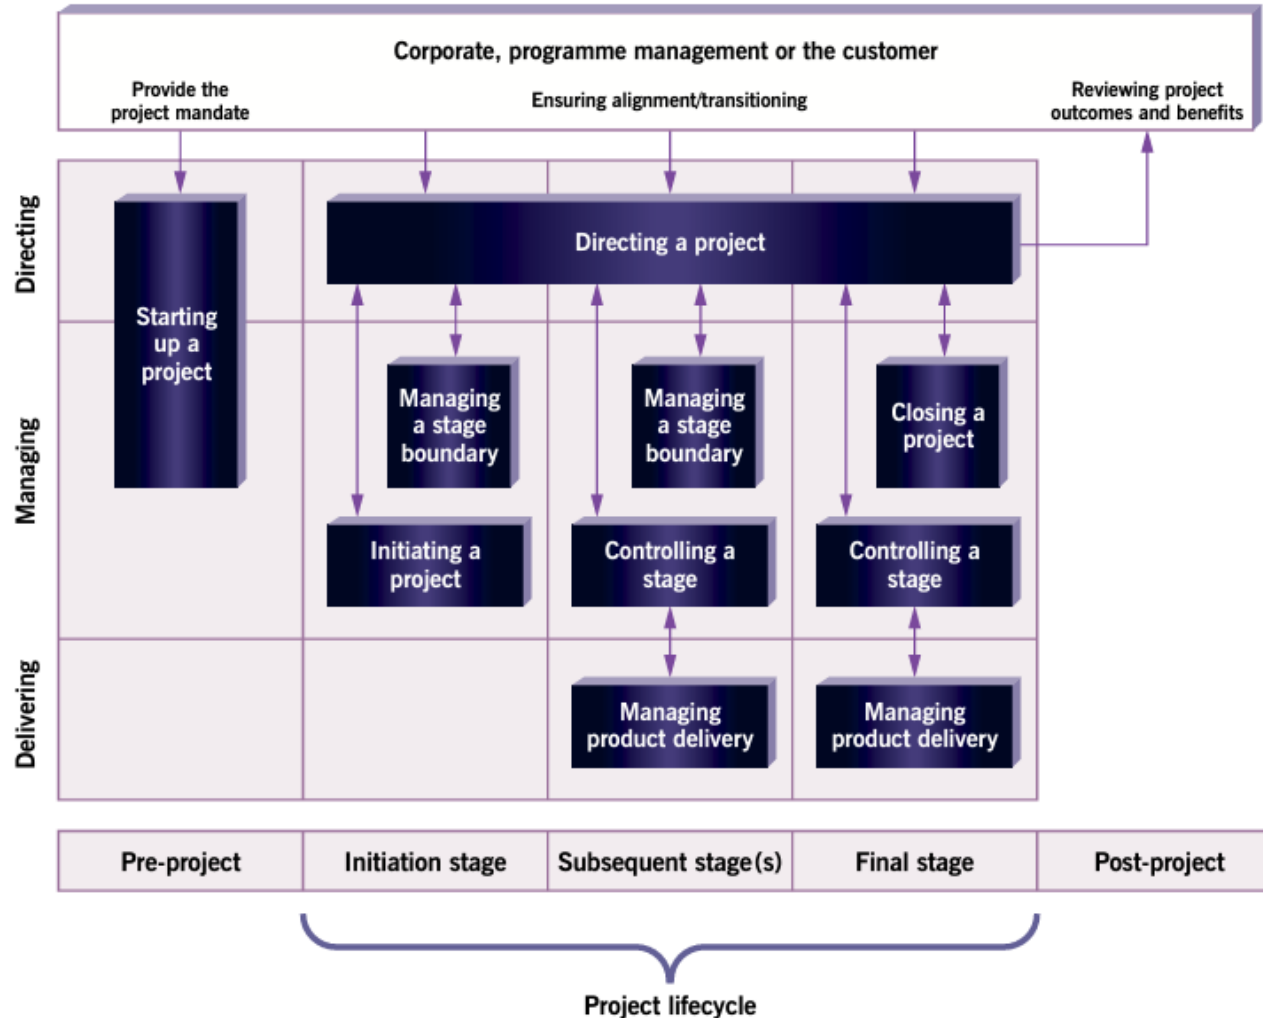 Corporate, programme management or the customer
Provide the
project mandate
Ensuring alignment/transitioning
Reviewing project
outcomes and benefits
Directing
Managing
Delivering
Starting
up a
project
Directing a project
Managing
a stage
boundary
Managing
a stage
boundary
Closing a
project
Initiating a
project
Controlling a
stage
Controlling a
stage
Managing
product delivery
Managing
product delivery
Pre-project
Initiation stage
Subsequent stage(s)
Final stage
Post-project
Project lifecycle